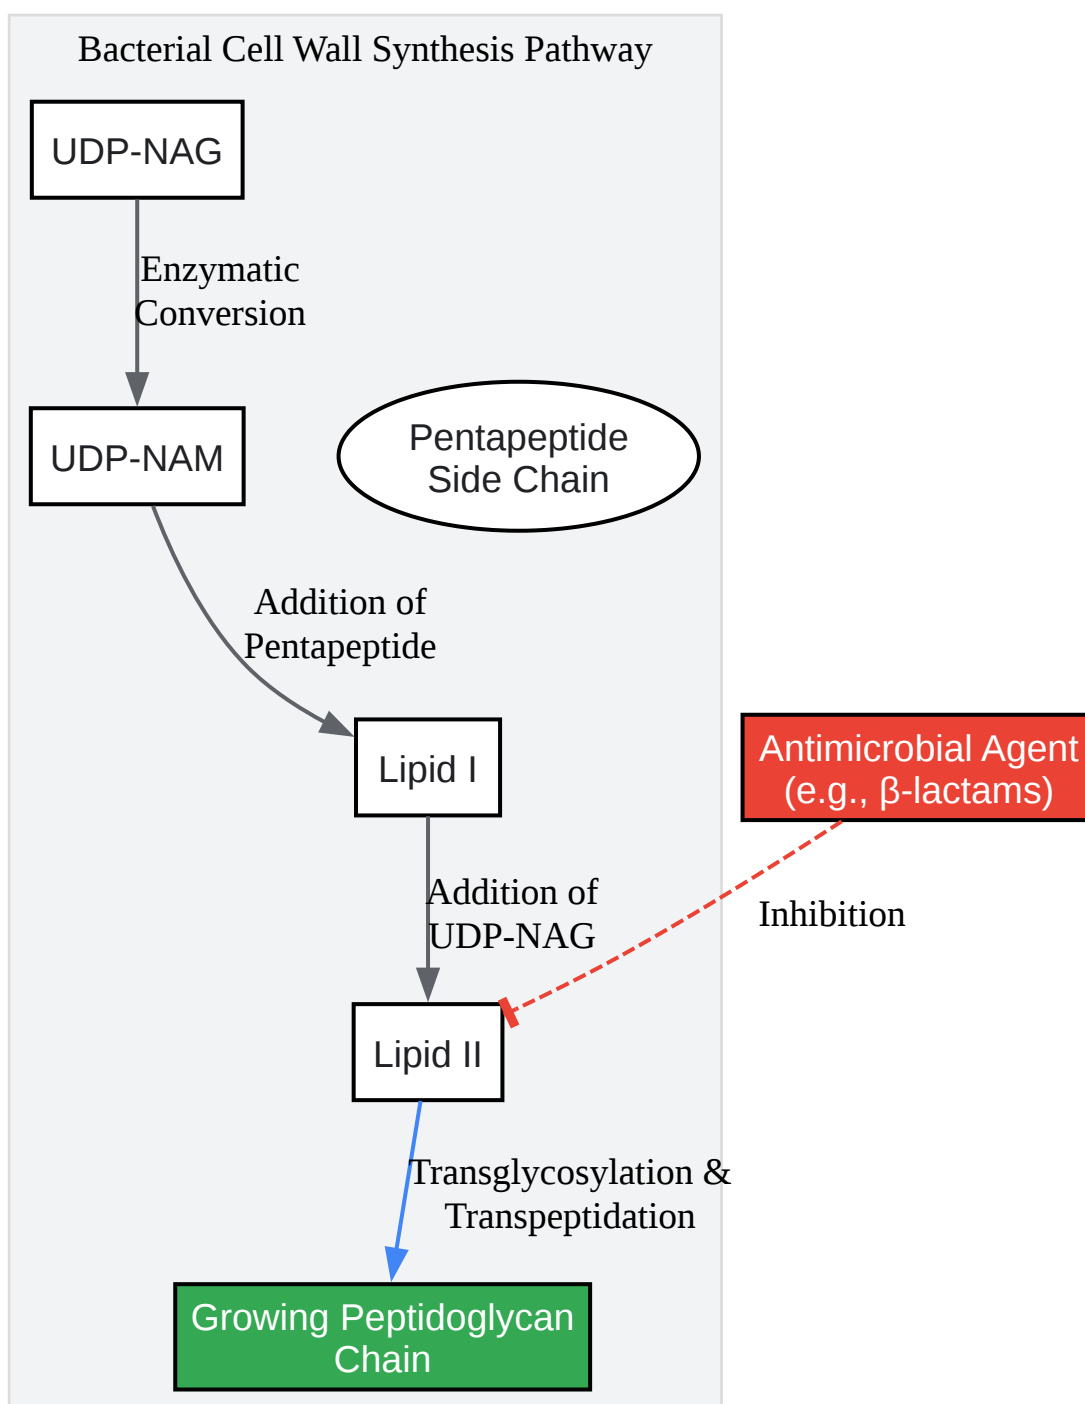 Bacterial Cell Wall Synthesis Pathway
UDP-NAG
Enzymatic
Conversion
UDP-NAM
Pentapeptide
Side Chain
Addition of
Pentapeptide
Lipid I
Antimicrobial Agent
(e.g., β-lactams)
Addition of
UDP-NAG
Inhibition
Lipid II
Transglycosylation &
Transpeptidation
Growing Peptidoglycan
Chain